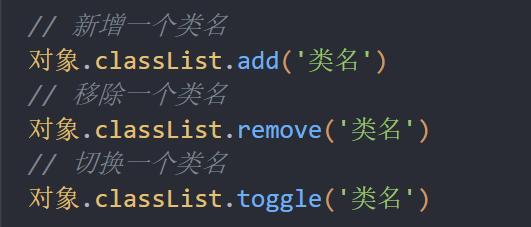 // 新增一个类名
对象.classList.add('类名')
// 移除一个类名
对象.classList.remove('类名')
// 切换一个类名
对象.classList.toggle('类名')